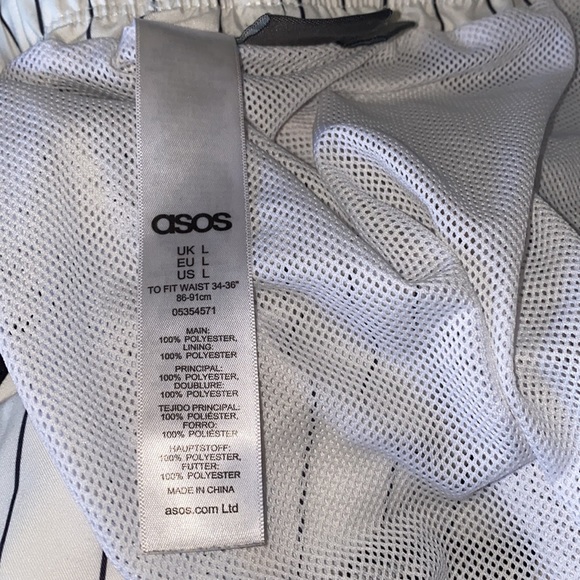 asos
UK L
EU L
US L
TO FIT WAIST 34-36"
86-91cm
05354571
MAIN:
100% POLYESTER,
LINING:
100% POLYESTER
PRINCIPAL:
100% POLYESTER,
DOUBLURE:
100% POLYESTER
TEJIDO PRINCIPAL:
100% POLIÉSTER,
FORRO:
100% POLIÉSTER
HAUPTSTOFF:
100% POLYESTER,
FUTTER:
100% POLYESTER
MADE IN CHINA
asos.com Ltd